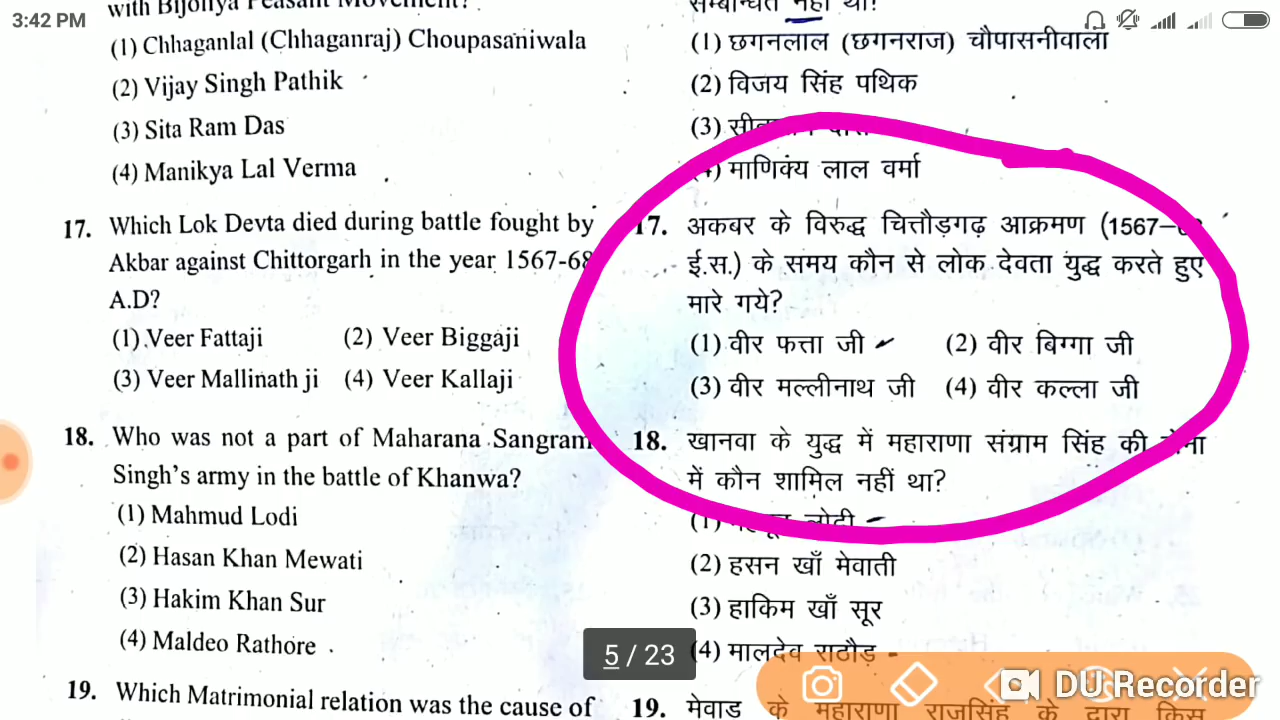 3:42 PM
with Bijoliya Peasant Movement?
(1) Chhaganlal (Chhaganraj) Choupasaniwala
(2) Vijay Singh Pathik
(3) Sita Ram Das
(4) Manikya Lal Verma
17. Which Lok Devta died during battle fought by
Akbar against Chittorgarh in the year 1567-68
A.D?
(1) Veer Fattaji (2) Veer Biggaji
(3) Veer Mallinath ji (4) Veer Kallaji
18. Who was not a part of Maharana Sangram
Singh's army in the battle of Khanwa?
(1) Mahmud Lodi
(2) Hasan Khan Mewati
(3) Hakim Khan Sur
(4) Maldeo Rathore
19. Which Matrimonial relation was the cause of
सम्बन्धित नहीं था?
(1) छगनलाल (छगनराज) चौपासनीवाला
(2) विजय सिंह पथिक
(3)
(4) माणिक्य लाल वर्मा
17. अकबर के विरुद्ध चित्तौड़गढ़ आक्रमण (1567–
ई.स.) के समय कौन से लोक देवता युद्ध करते हुए
मारे गये?
(1) वीर फत्ता जी (2) वीर बिग्गा जी
(3) वीर मल्लीनाथ जी (4) वीर कल्ला जी
18. खानवा के युद्ध में महाराणा संग्राम सिंह की सेना
में कौन शामिल नहीं था?
(1) लोदी
(2) हसन खाँ मेवाती
(3) हाकिम खाँ सूर
(4) मालदेव राठौड़
19. मेवाड़ के महाराणा राजसिंह के द्वारा किस
5 / 23
DU Recorder